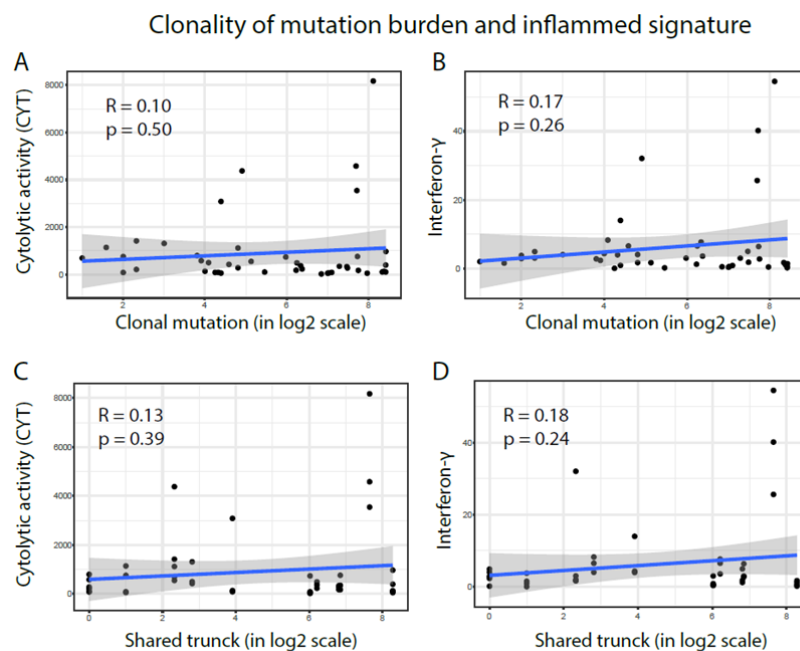 Clonality of mutation burden and inflammed signature
A
Cytolytic activity (CYT)
8000
6000
4000
2000
0
R = 0.10
p = 0.50
2
4
6
8
Clonal mutation (in log2 scale)
B
Interferon-γ
40
20
0
R = 0.17
p = 0.26
2
4
6
8
Clonal mutation (in log2 scale)
C
Cytolytic activity (CYT)
8000
6000
4000
2000
0
R = 0.13
p = 0.39
0
2
4
6
8
Shared trunck (in log2 scale)
D
Interferon-γ
40
20
0
R = 0.18
p = 0.24
0
2
4
6
8
Shared trunck (in log2 scale)